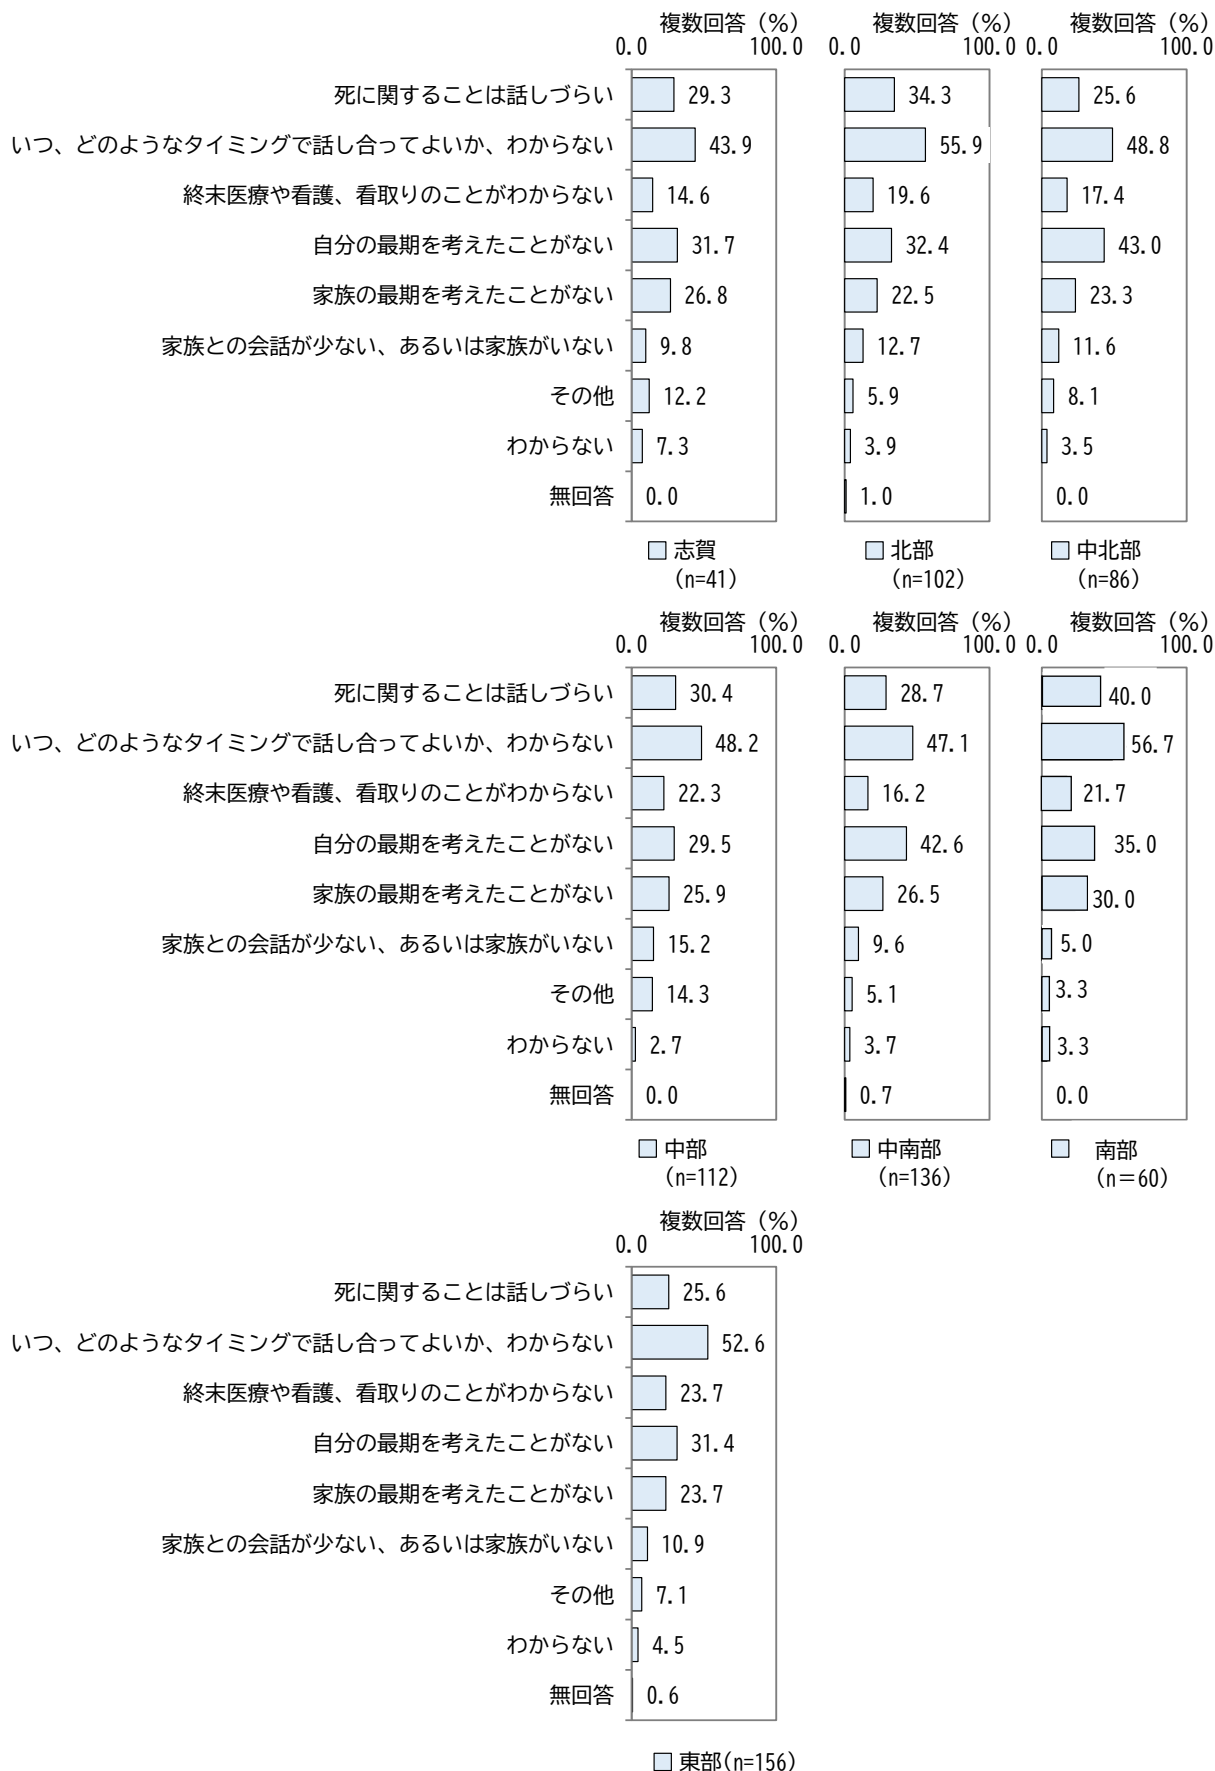 複数回答（%） 複数回答（%） 複数回答（%）
0.0 100.0 0.0 100.0 0.0 100.0
死に関することは話しづらい 29.3 34.3 25.6
いつ、どのようなタイミングで話し合ってよいか、わからない 43.9 55.9 48.8
終末医療や看護、看取りのことがわからない 14.6 19.6 17.4
自分の最期を考えたことがない 31.7 32.4 43.0
家族の最期を考えたことがない 26.8 22.5 23.3
家族との会話が少ない、あるいは家族がいない 9.8 12.7 11.6
その他 12.2 5.9 8.1
わからない 7.3 3.9 3.5
無回答 0.0 1.0 0.0
志賀 北部 中北部
(n=41) (n=102) (n=86)
複数回答（%） 複数回答（%） 複数回答（%）
0.0 100.0 0.0 100.0 0.0 100.0
死に関することは話しづらい 30.4 28.7 40.0
いつ、どのようなタイミングで話し合ってよいか、わからない 48.2 47.1 56.7
終末医療や看護、看取りのことがわからない 22.3 16.2 21.7
自分の最期を考えたことがない 29.5 42.6 35.0
家族の最期を考えたことがない 25.9 26.5 30.0
家族との会話が少ない、あるいは家族がいない 15.2 9.6 5.0
その他 14.3 5.1 3.3
わからない 2.7 3.7 3.3
無回答 0.0 0.7 0.0
中部 中南部 南部
(n=112) (n=136) (n＝60)
複数回答（%）
0.0 100.0
死に関することは話しづらい 25.6
いつ、どのようなタイミングで話し合ってよいか、わからない 52.6
終末医療や看護、看取りのことがわからない 23.7
自分の最期を考えたことがない 31.4
家族の最期を考えたことがない 23.7
家族との会話が少ない、あるいは家族がいない 10.9
その他 7.1
わからない 4.5
無回答 0.6
東部(n=156)